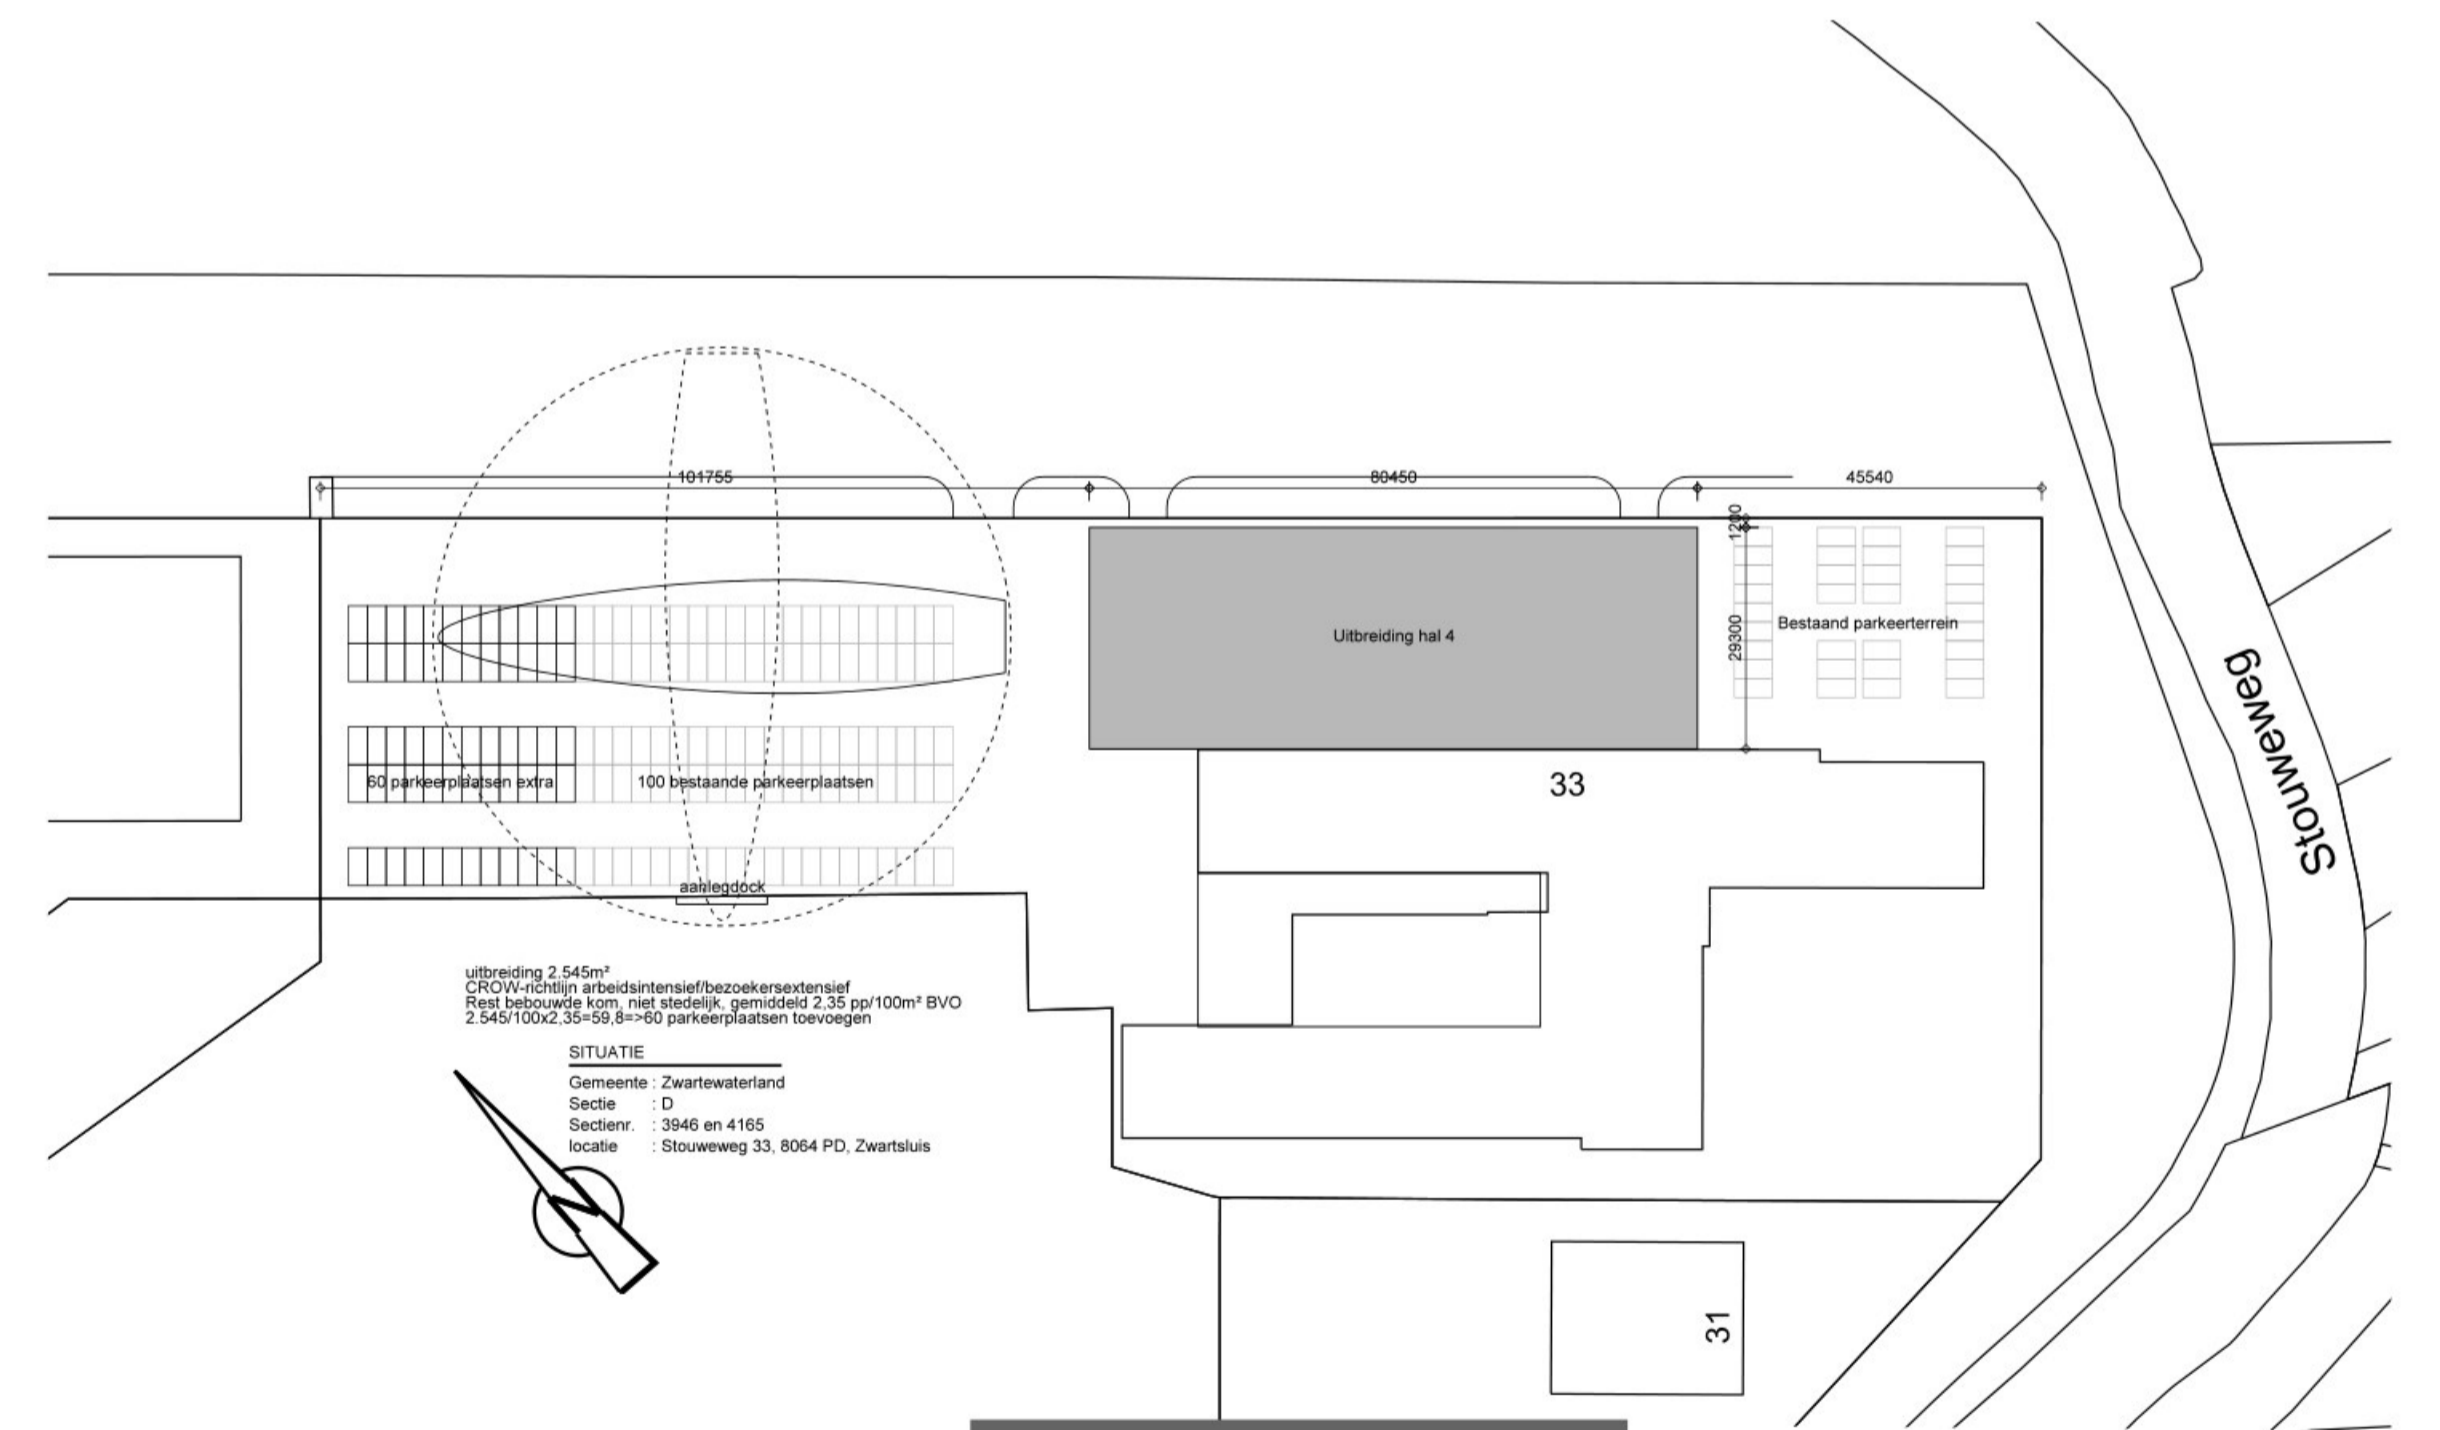 101755
80450
45540
1200
29300
Uitbreiding hal 4
Bestaand parkeerterrein
Stouweweg
60 parkeerplaatsen extra
100 bestaande parkeerplaatsen
33
aanlegdock
uitbreiding 2.545m²
CROW-richtlijn arbeidsintensief/bezoekersextensief
Rest bebouwde kom, niet stedelijk, gemiddeld 2,35 pp/100m² BVO
2.545/100x2,35=59,8=>60 parkeerplaatsen toevoegen
SITUATIE
Gemeente : Zwartewaterland
Sectie : D
Sectienr. : 3946 en 4165
locatie : Stouweweg 33, 8064 PD, Zwartsluis
N
31